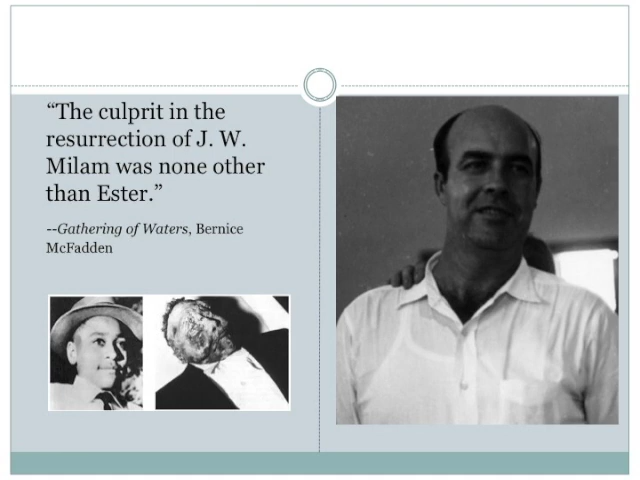 “The culprit in the
resurrection of J. W.
Milam was none other
than Ester.”
--Gathering of Waters, Bernice
McFadden